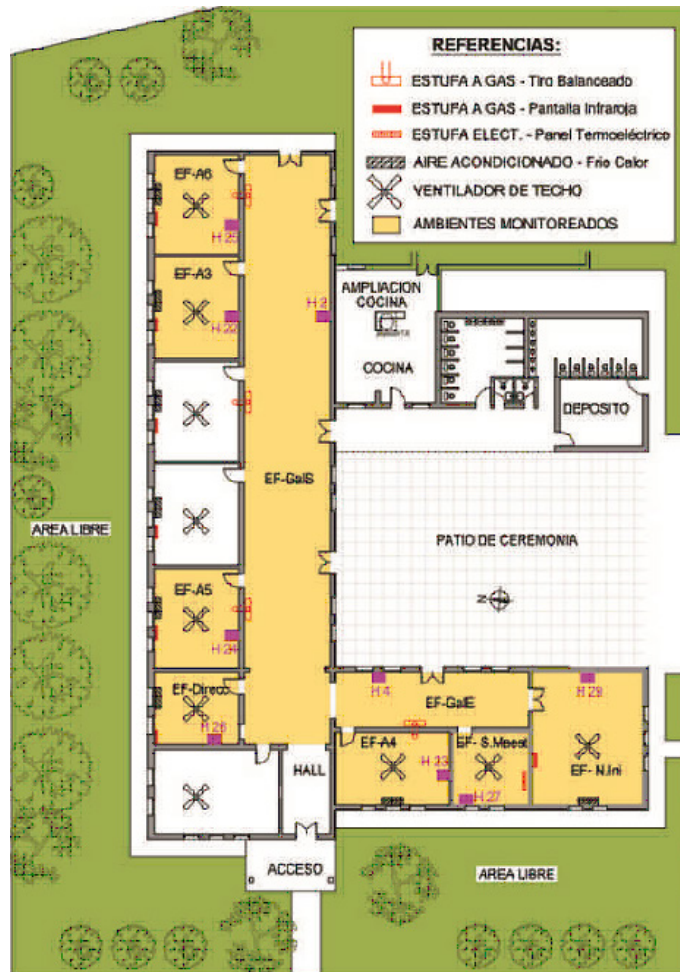 REFERENCIAS:
ESTUFA A GAS - Tiro Balanceado
ESTUFA A GAS - Pantalla Infraroja
ESTUFA ELECT. - Panel Termoeléctrico
AIRE ACONDICIONADO - Frio Calor
VENTILADOR DE TECHO
AMBIENTES MONITOREADOS
EF-A6
H 25
EF-A3
H 22
H 2
AMPLIACION
COCINA
COCINA
DEPOSITO
EF-GalS
AREA LIBRE
PATIO DE CEREMONIA
N
EF-A5
H 24
EF-Direcc
H 26
H 4
EF-GalE
H 29
EF-A4
EF- S.Maest
H 23
EF- N.Ini
H 27
HALL
ACCESO
AREA LIBRE